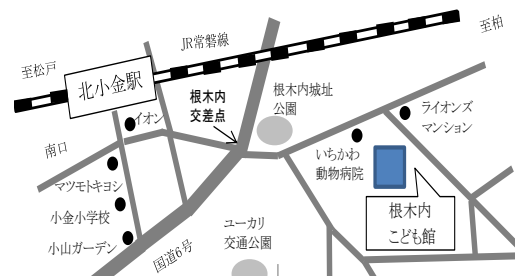 JR常磐線
至柏
至松戸
北小金駅
根木内
交差点
根木内城址
公園
ライオンズ
マンション
イオン
南口
いちかわ
動物病院
マツモトキヨシ
小金小学校
小山ガーデン
ユーカリ
交通公園
根木内
こども館
国道6号